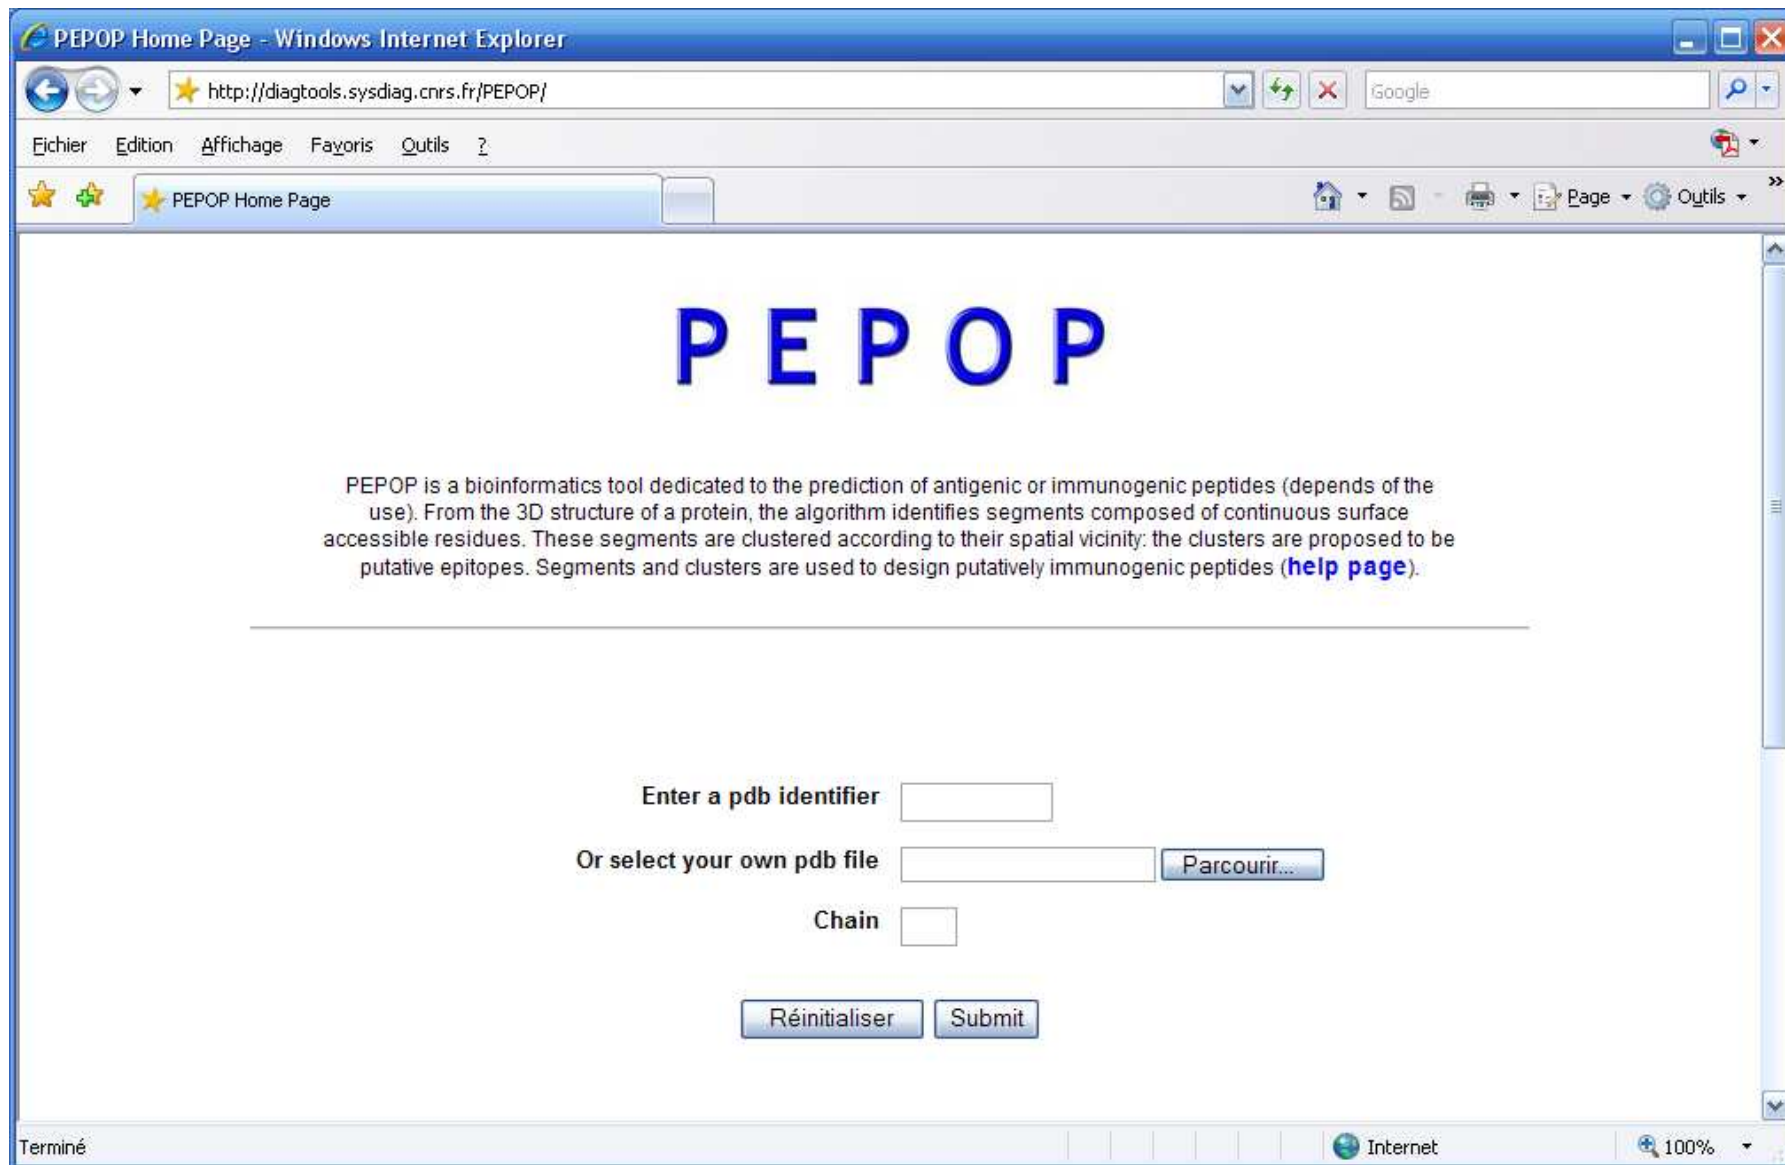 PEPOP Home Page - Windows Internet Explorer
http://diagtools.sysdiag.cnrs.fr/PEPOP/
Google
Fichier Edition Affichage Favoris Outils ?
PEPOP Home Page
Page Outils »
P E P O P
PEPOP is a bioinformatics tool dedicated to the prediction of antigenic or immunogenic peptides (depends of the
use). From the 3D structure of a protein, the algorithm identifies segments composed of continuous surface
accessible residues. These segments are clustered according to their spatial vicinity: the clusters are proposed to be
putative epitopes. Segments and clusters are used to design putatively immunogenic peptides (help page).
Enter a pdb identifier
Or select your own pdb file Parcourir...
Chain
Réinitialiser Submit
Terminé Internet 100%